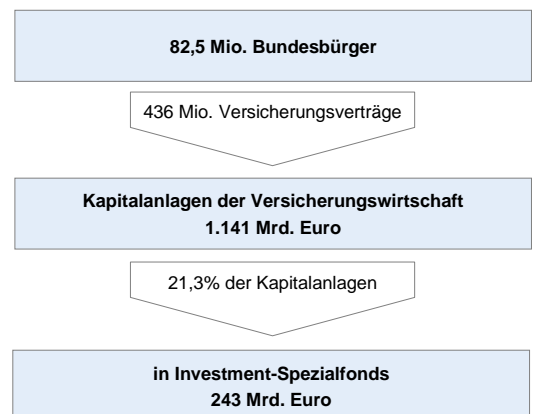 82,5 Mio. Bundesbürger
436 Mio. Versicherungsverträge
Kapitalanlagen der Versicherungswirtschaft
1.141 Mrd. Euro
21,3% der Kapitalanlagen
in Investment-Spezialfonds
243 Mrd. Euro